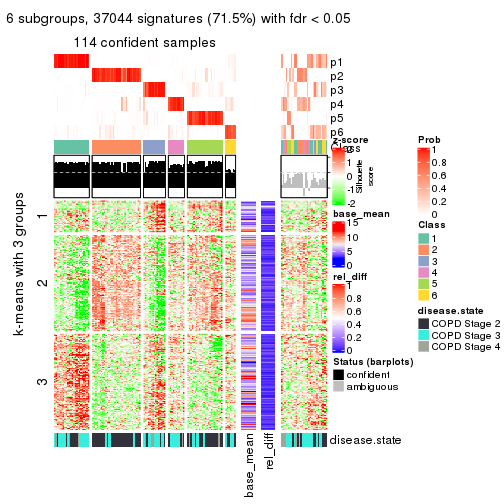 6 subgroups, 37044 signatures (71.5%) with fdr < 0.05
114 confident samples
p1
p2
p3
p4
p5
p6
Class
1
0
Silhouette
score
k-means with 3 groups
1
2
3
z-score
2
1
0
-1
-2
base_mean
15
10
5
0
rel_diff
1
0.8
0.6
0.4
0.2
0
Status (barplots)
confident
ambiguous
Prob
1
0.8
0.6
0.4
0.2
0
Class
1
2
3
4
5
6
disease.state
COPD Stage 2
COPD Stage 3
COPD Stage 4
disease.state
base_mean
rel_diff